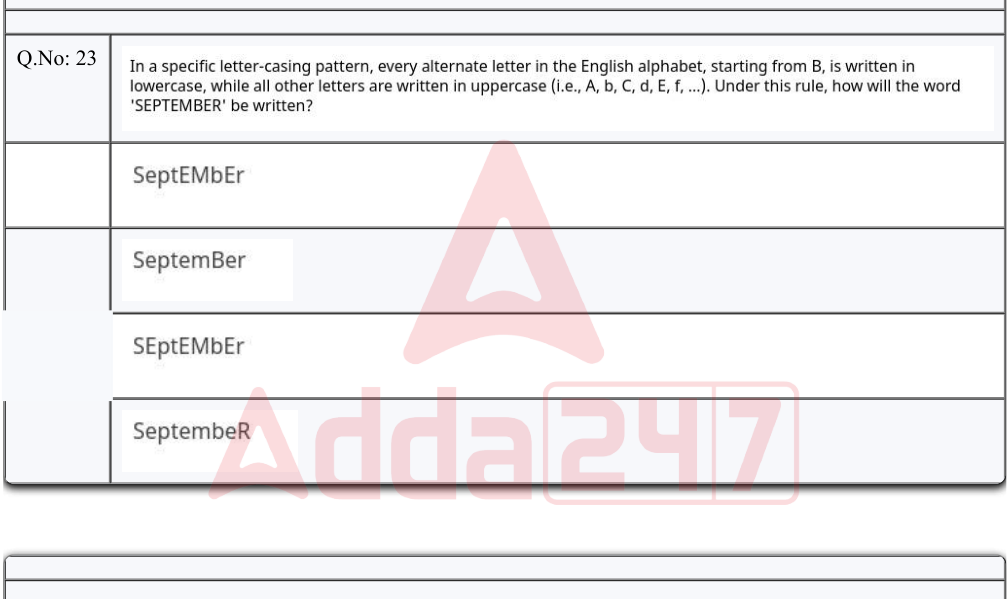 Q.No: 23
In a specific letter-casing pattern, every alternate letter in the English alphabet, starting from B, is written in
lowercase, while all other letters are written in uppercase (i.e., A, b, C, d, E, f, ...). Under this rule, how will the word
'SEPTEMBER' be written?
SeptEMbEr
SeptemBer
SEptEMbEr
SeptembeR
Adda247